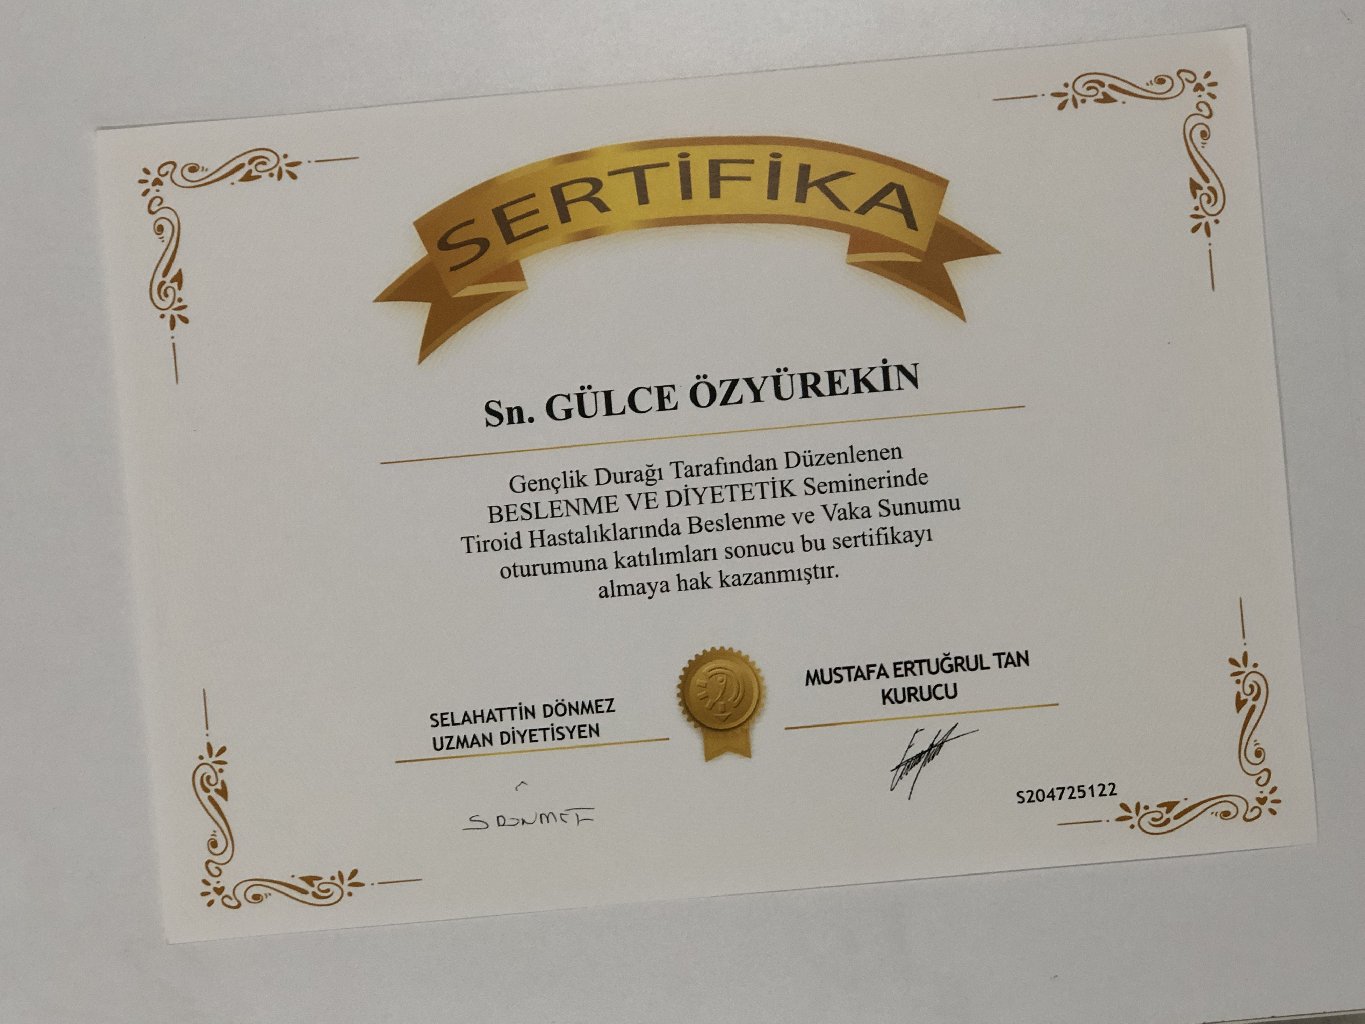 SERTİFİKA
Sn. GÜLCE ÖZYÜREKİN
Gençlik Durağı Tarafından Düzenlenen
BESLENME VE DİYETETİK Seminerinde
Tiroid Hastalıklarında Beslenme ve Vaka Sunumu
oturumuna katılımları sonucu bu sertifikayı
almaya hak kazanmıştır.
SELAHATTİN DÖNMEZ
UZMAN DİYETİSYEN
MUSTAFA ERTUĞRUL TAN
KURUCU
S204725122